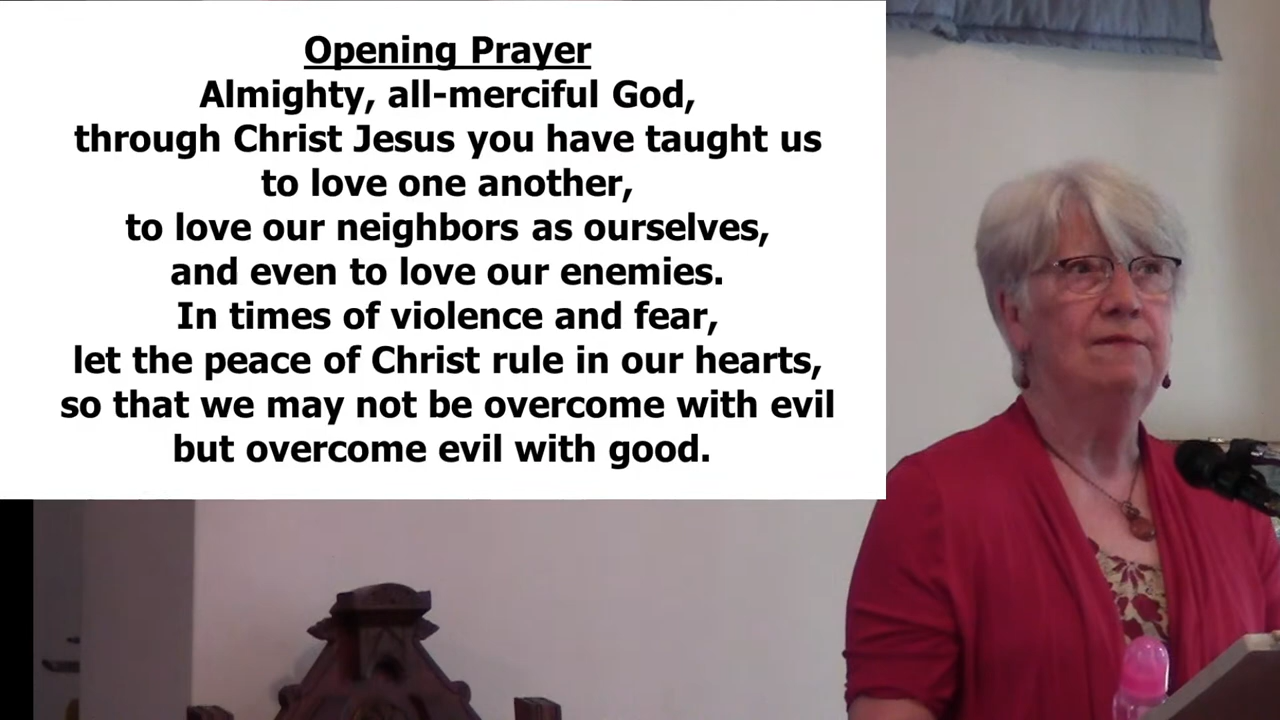 Opening Prayer
Almighty, all-merciful God,
through Christ Jesus you have taught us
to love one another,
to love our neighbors as ourselves,
and even to love our enemies.
In times of violence and fear,
let the peace of Christ rule in our hearts,
so that we may not be overcome with evil
but overcome evil with good.